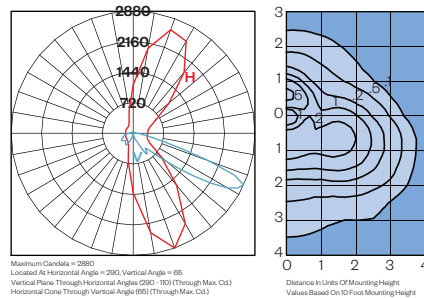 2880
2160
1440
720
H
V
Maximum Candela = 2880
Located At Horizontal Angle = 290, Vertical Angle = 65
Vertical Plane Through Horizontal Angles (290 - 110) (Through Max. Cd.)
Horizontal Cone Through Vertical Angle (65) (Through Max. Cd.)
3
2
1
0
1
2
3
4
5
2
1
.2
.5
.1
0 1 2 3 4
Distance In Units Of Mounting Height
Values Based On 10 Foot Mounting Height